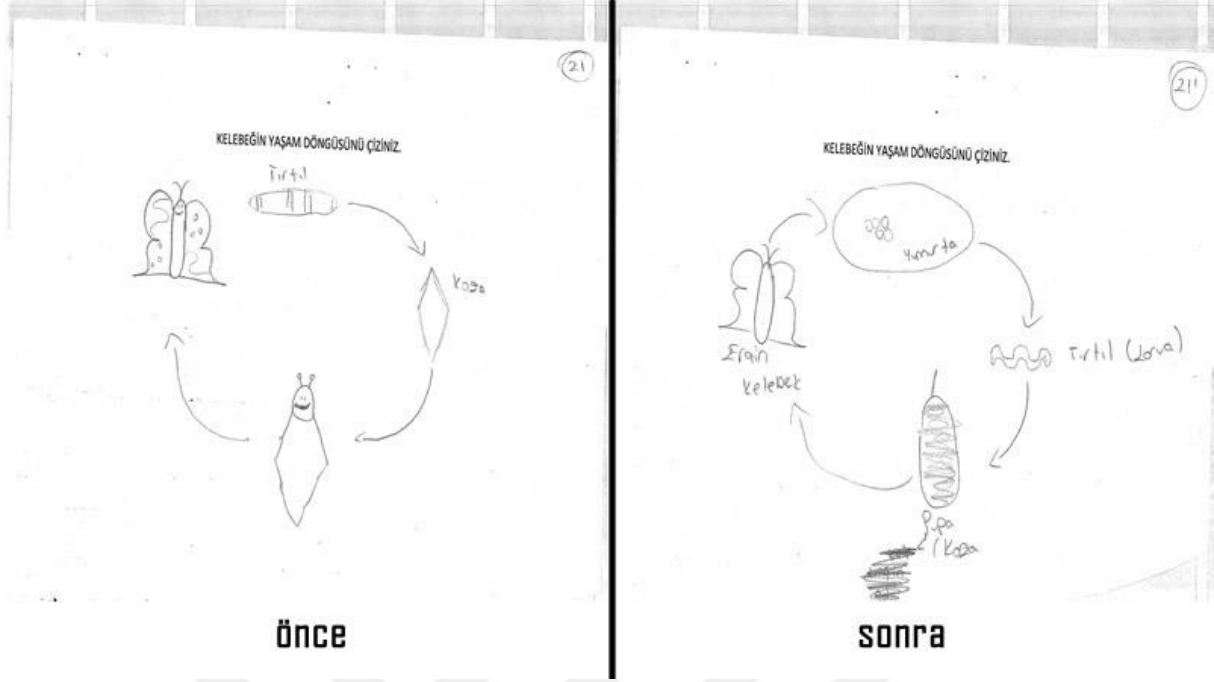 21
KELEBEĞİN YAŞAM DÖNGÜSÜNÜ ÇİZİNİZ.
Tırtıl
Koza
önce
21'
KELEBEĞİN YAŞAM DÖNGÜSÜNÜ ÇİZİNİZ.
Yumurta
Tırtıl (Larva)
Ergin
Kelebek
Pupa
/Koza
sonra